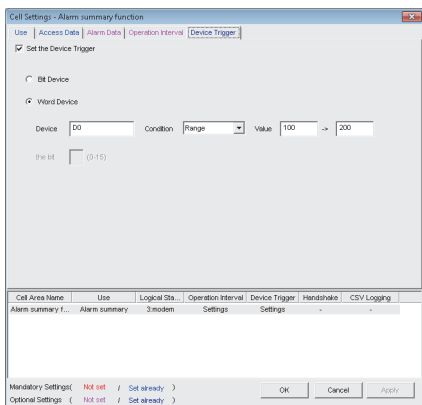 Cell Settings - Alarm summary function
Use Access Data Alarm Data Operation Interval Device Trigger
Set the Device Trigger
Bit Device
Word Device
Device D0 Condition Range Value 100 -> 200
the bit (0-15)
Cell Area Name Use Logical Sta... Operation Interval Device Trigger Handshake CSV Logging
Alarm summary f... Alarm summary 3:modem Settings Settings - -
Mandatory Settings( Not set / Set already )
Optional Settings ( Not set / Set already )
OK Cancel Apply